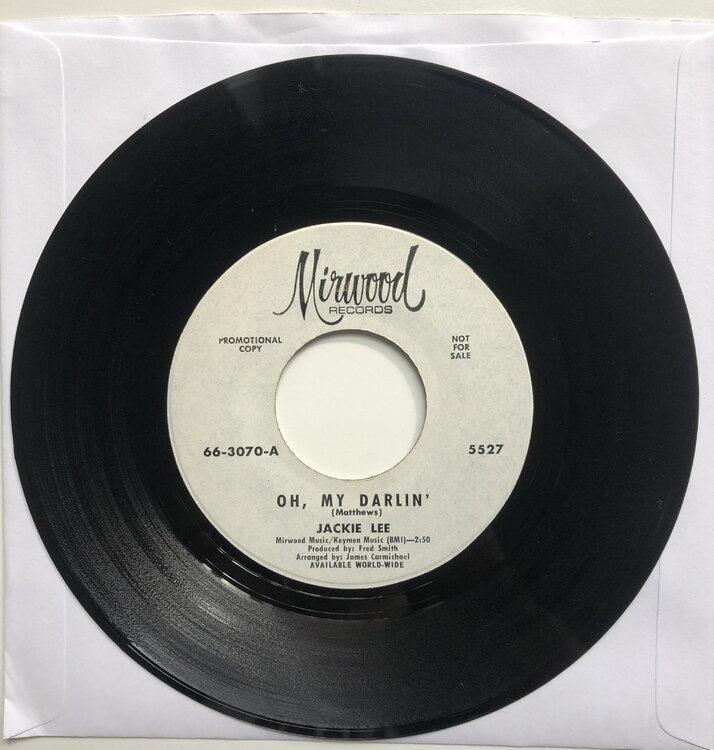 Mirwood
RECORDS
PROMOTIONAL
COPY
NOT
FOR
SALE
66-3070-A
5527
OH, MY DARLIN'
(Matthews)
JACKIE LEE
Mirwood Music/Keymen Music (BMI)—2:50
Produced by: Fred Smith
Arranged by: James Carmichael
AVAILABLE WORLD-WIDE